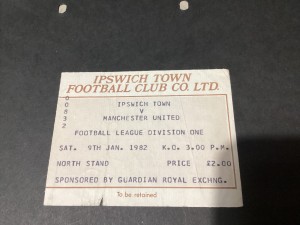 IPSWICH TOWN
FOOTBALL CLUB CO. LTD.
00832
IPSWICH TOWN
V
MANCHESTER UNITED
FOOTBALL LEAGUE DIVISION ONE
SAT. 9TH JAN. 1982 K.O. 3.00 P.M.
NORTH STAND PRICE £2.00
SPONSORED BY GUARDIAN ROYAL EXCHNG.
To be retained